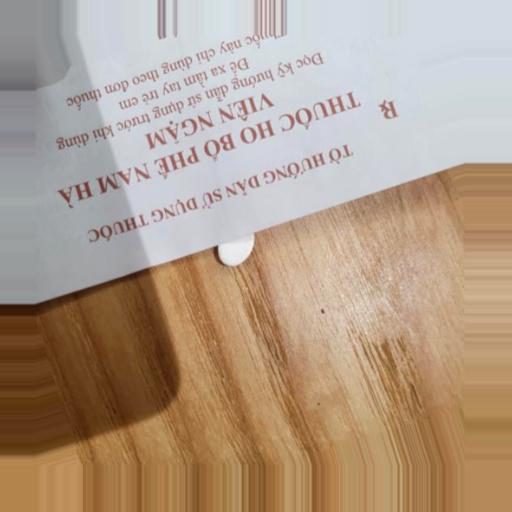 TỜ HƯỚNG DẪN SỬ DỤNG THUỐC
℞
THUỐC HO BỔ PHẾ NAM HÀ
VIÊN NGẬM
Đọc kỹ hướng dẫn sử dụng trước khi dùng
Để xa tầm tay trẻ em
Thuốc này chỉ dùng theo đơn thuốc